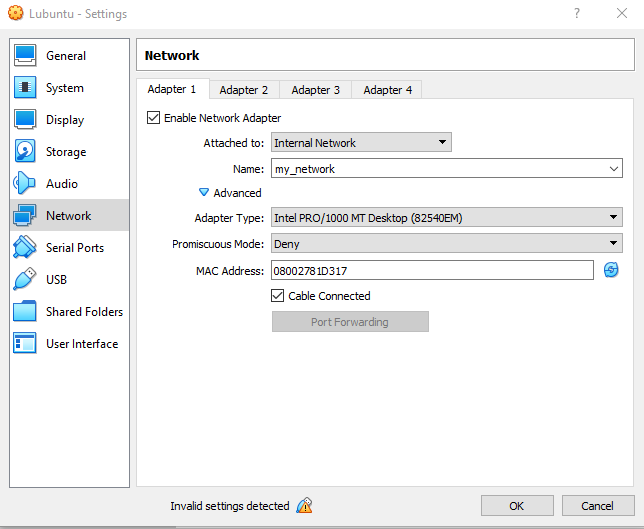 Lubuntu - Settings
General
System
Display
Storage
Audio
Network
Serial Ports
USB
Shared Folders
User Interface
Network
Adapter 1 Adapter 2 Adapter 3 Adapter 4
Enable Network Adapter
Attached to: Internal Network
Name: my_network
Advanced
Adapter Type: Intel PRO/1000 MT Desktop (82540EM)
Promiscuous Mode: Deny
MAC Address: 08002781D317
Cable Connected
Port Forwarding
Invalid settings detected
OK Cancel